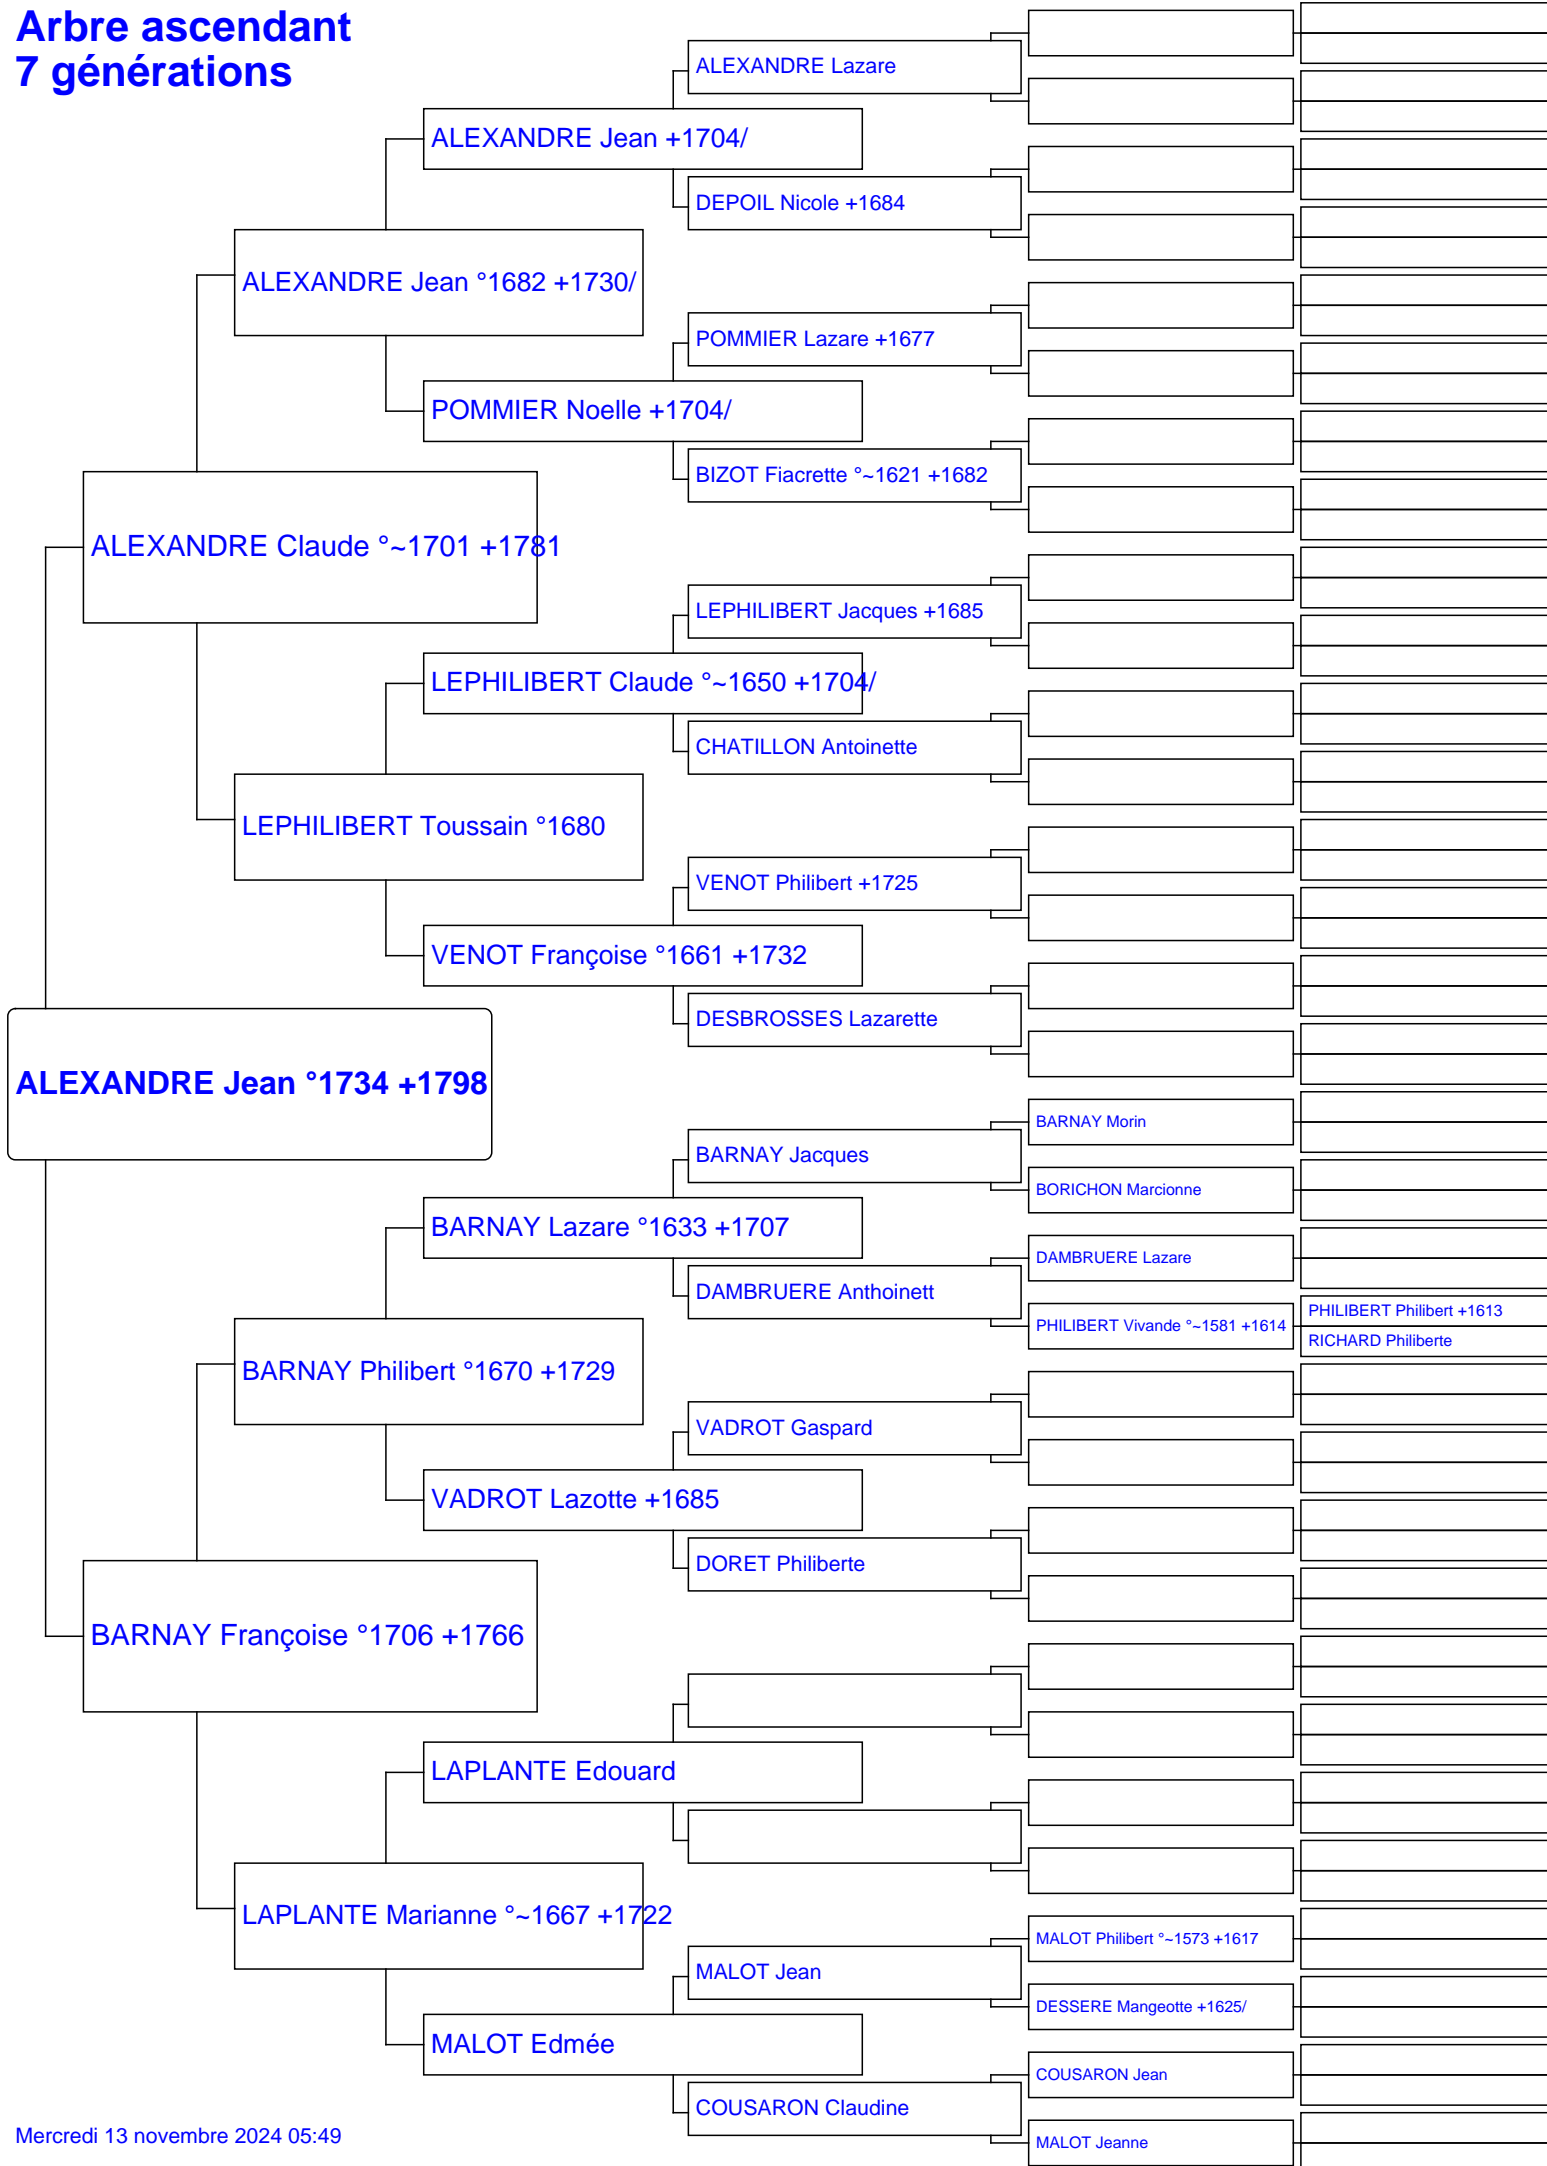 Arbre ascendant
7 générations
ALEXANDRE Lazare
ALEXANDRE Jean +1704/
DEPOIL Nicole +1684
ALEXANDRE Jean °1682 +1730/
POMMIER Lazare +1677
POMMIER Noelle +1704/
BIZOT Fiacrette °~1621 +1682
ALEXANDRE Claude °~1701 +1781
LEPHILIBERT Jacques +1685
LEPHILIBERT Claude °~1650 +1704/
CHATILLON Antoinette
LEPHILIBERT Toussain °1680
VENOT Philibert +1725
VENOT Françoise °1661 +1732
DESBROSSES Lazarette
ALEXANDRE Jean °1734 +1798
BARNAY Morin
BARNAY Jacques
BORICHON Marcionne
BARNAY Lazare °1633 +1707
DAMBRUERE Lazare
DAMBRUERE Anthoinett
PHILIBERT Philibert +1613
PHILIBERT Vivande °~1581 +1614
RICHARD Philiberte
BARNAY Philibert °1670 +1729
VADROT Gaspard
VADROT Lazotte +1685
DORET Philiberte
BARNAY Françoise °1706 +1766
LAPLANTE Edouard
LAPLANTE Marianne °~1667 +1722
MALOT Philibert °~1573 +1617
MALOT Jean
DESSERE Mangeotte +1625/
MALOT Edmée
COUSARON Jean
COUSARON Claudine
MALOT Jeanne
Mercredi 13 novembre 2024 05:49